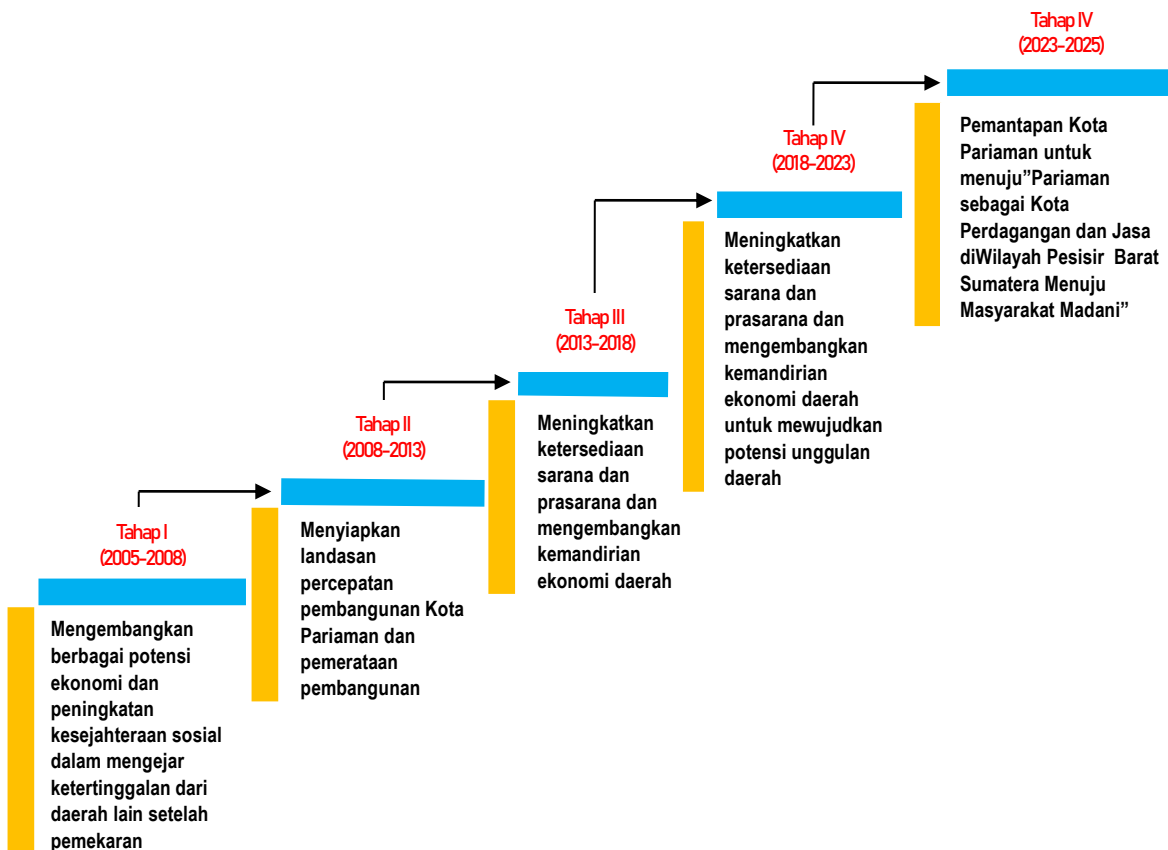 Tahap I
(2005-2008)
Mengembangkan
berbagai potensi
ekonomi dan
peningkatan
kesejahteraan sosial
dalam mengejar
ketertinggalan dari
daerah lain setelah
pemekaran
Tahap II
(2008-2013)
Menyiapkan
landasan
percepatan
pembangunan Kota
Pariaman dan
pemerataan
pembangunan
Tahap III
(2013-2018)
Meningkatkan
ketersediaan
sarana dan
prasarana dan
mengembangkan
kemandirian
ekonomi daerah
Tahap IV
(2018-2023)
Meningkatkan
ketersediaan
sarana dan
prasarana dan
mengembangkan
kemandirian
ekonomi daerah
untuk mewujudkan
potensi unggulan
daerah
Tahap IV
(2023-2025)
Pemantapan Kota
Pariaman untuk
menuju”Pariaman
sebagai Kota
Perdagangan dan Jasa
diWilayah Pesisir Barat
Sumatera Menuju
Masyarakat Madani”